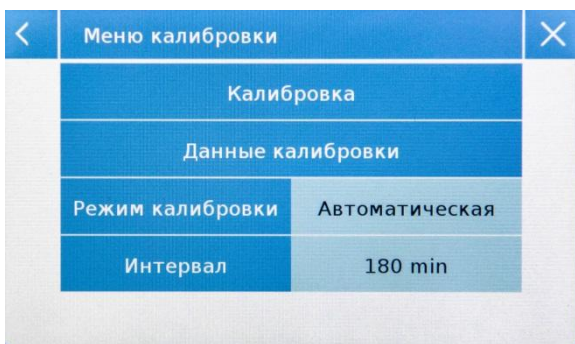 Меню калибровки
Калибровка
Данные калибровки
Режим калибровки Автоматическая
Интервал 180 min